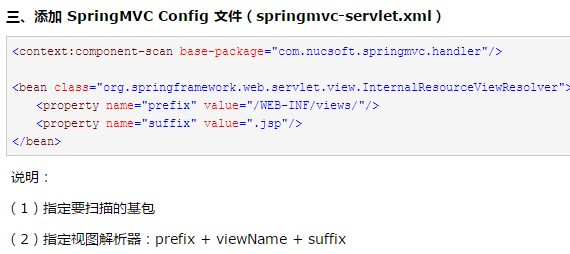 三、添加 SpringMVC Config 文件（springmvc-servlet.xml）
<context:component-scan base-package="com.nucsoft.springmvc.handler"/>
<bean class="org.springframework.web.servlet.view.InternalResourceViewResolver">
<property name="prefix" value="/WEB-INF/views/"/>
<property name="suffix" value=".jsp"/>
</bean>
说明：
（1）指定要扫描的基包
（2）指定视图解析器：prefix + viewName + suffix